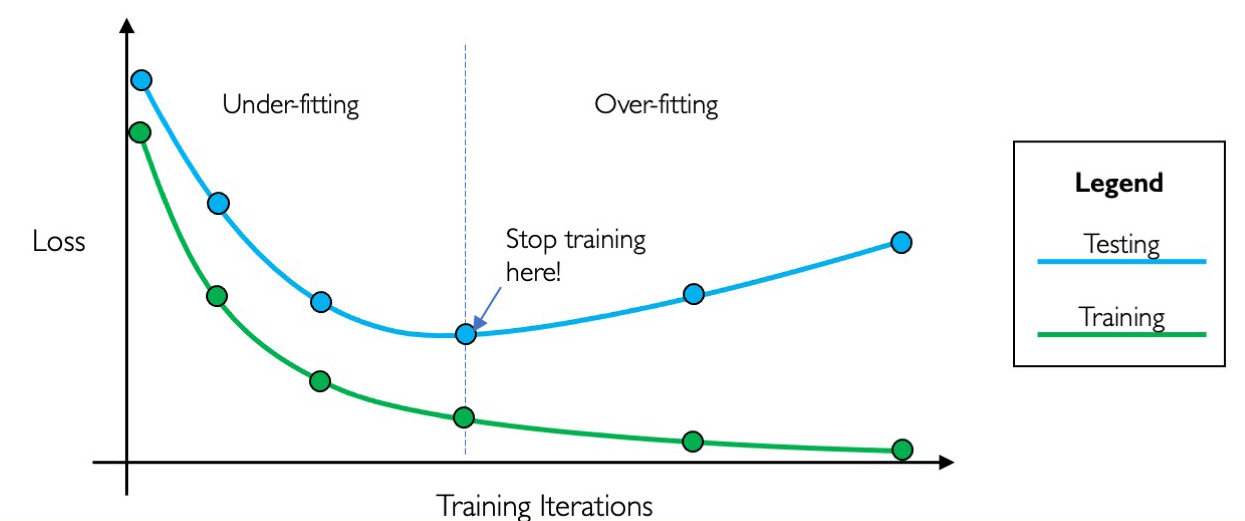 Under-fitting
Over-fitting
Loss
Stop training
here!
Training Iterations
Legend
Testing
Training